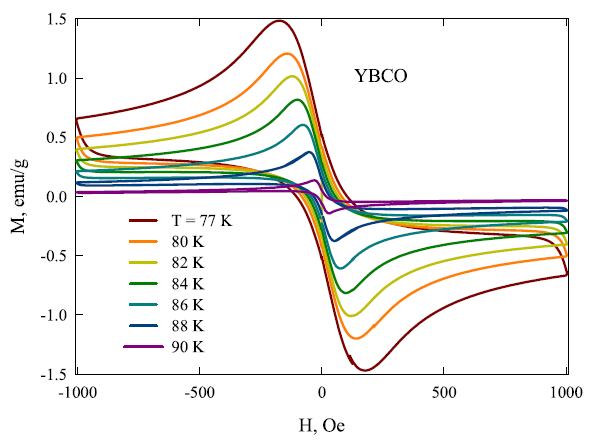 1.5
YBCO
1.0
0.5
M, emu/g
0.0
T = 77 K
80 K
82 K
-0.5
84 K
86 K
-1.0
88 K
90 K
-1.5
-1000 -500 0 500 1000
H, Oe